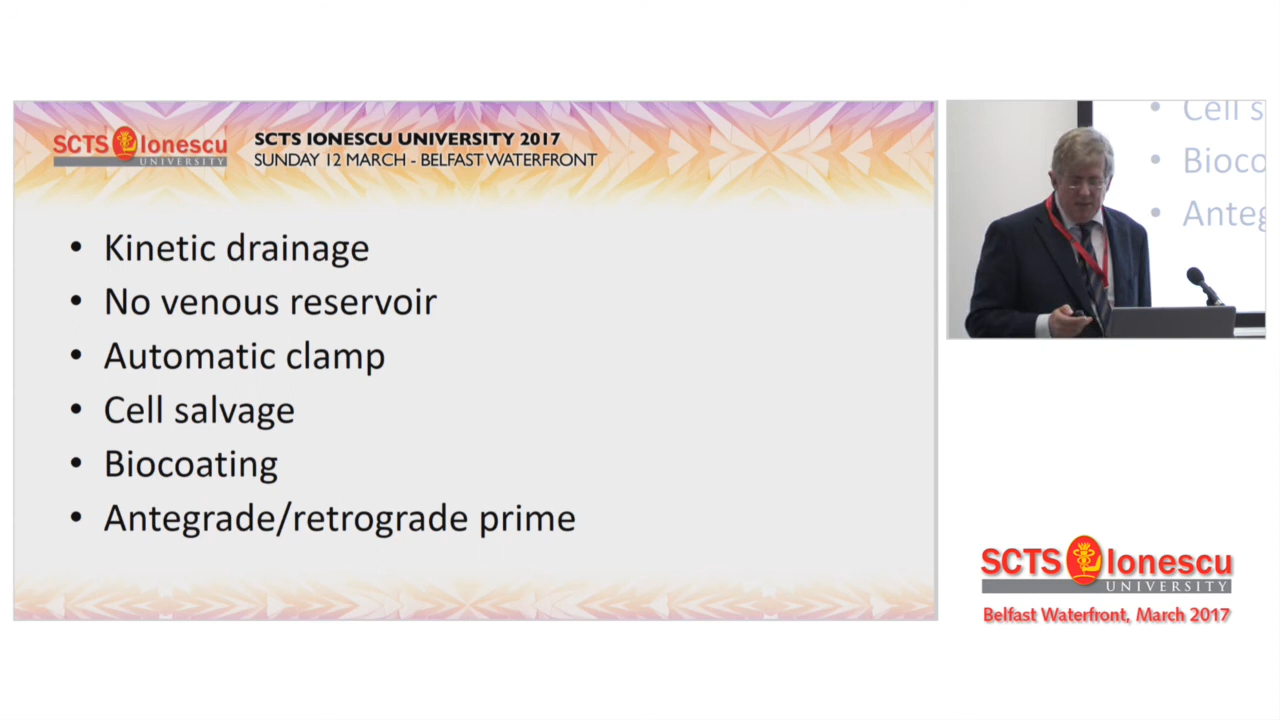 SCTS Ionescu
UNIVERSITY
SCTS IONESCU UNIVERSITY 2017
SUNDAY 12 MARCH - BELFAST WATERFRONT
• Kinetic drainage
• No venous reservoir
• Automatic clamp
• Cell salvage
• Biocoating
• Antegrade/retrograde prime
• Cell s
• Bioco
• Anteg
SCTS Ionescu
UNIVERSITY
Belfast Waterfront, March 2017